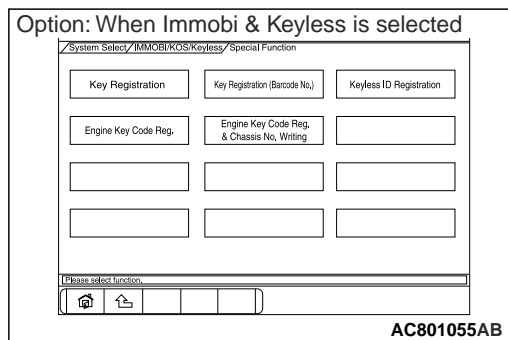 Option: When Immobi & Keyless is selected
System Select/IMMOBI/KOS/Keyless/Special Function
Key Registration
Key Registration (Barcode No.)
Keyless ID Registration
Engine Key Code Reg.
Engine Key Code Reg.
& Chassis No. Writing
Please select function.
AC801055AB